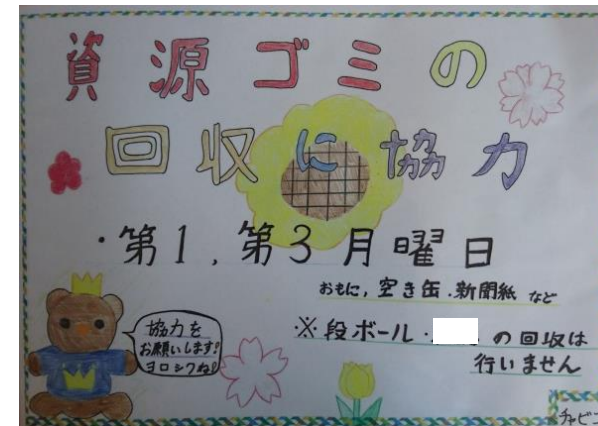 資源ゴミの
回収に協力
・第1,第3月曜日
おもに,空き缶.新聞紙 など
※段ボール・
の回収は
行いません
協力を
お願いします!
ヨロシクね!